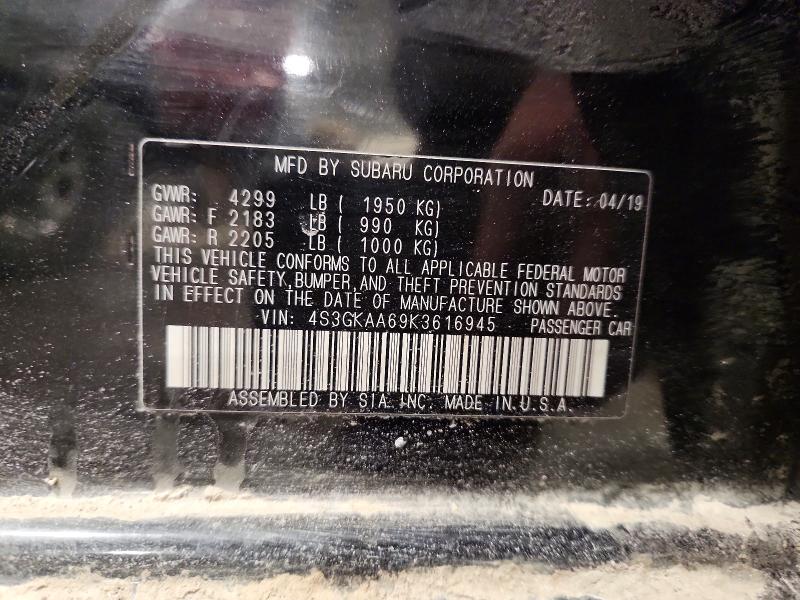 MFD BY SUBARU CORPORATION
GVWR: 4299 LB ( 1950 KG) DATE: 04/19
GAWR: F 2183 LB ( 990 KG)
GAWR: R 2205 LB ( 1000 KG)
THIS VEHICLE CONFORMS TO ALL APPLICABLE FEDERAL MOTOR
VEHICLE SAFETY, BUMPER, AND THEFT PREVENTION STANDARDS
IN EFFECT ON THE DATE OF MANUFACTURE SHOWN ABOVE.
VIN: 4S3GKAA69K3616945 PASSENGER CAR
ASSEMBLED BY SIA, INC. MADE IN U.S.A.